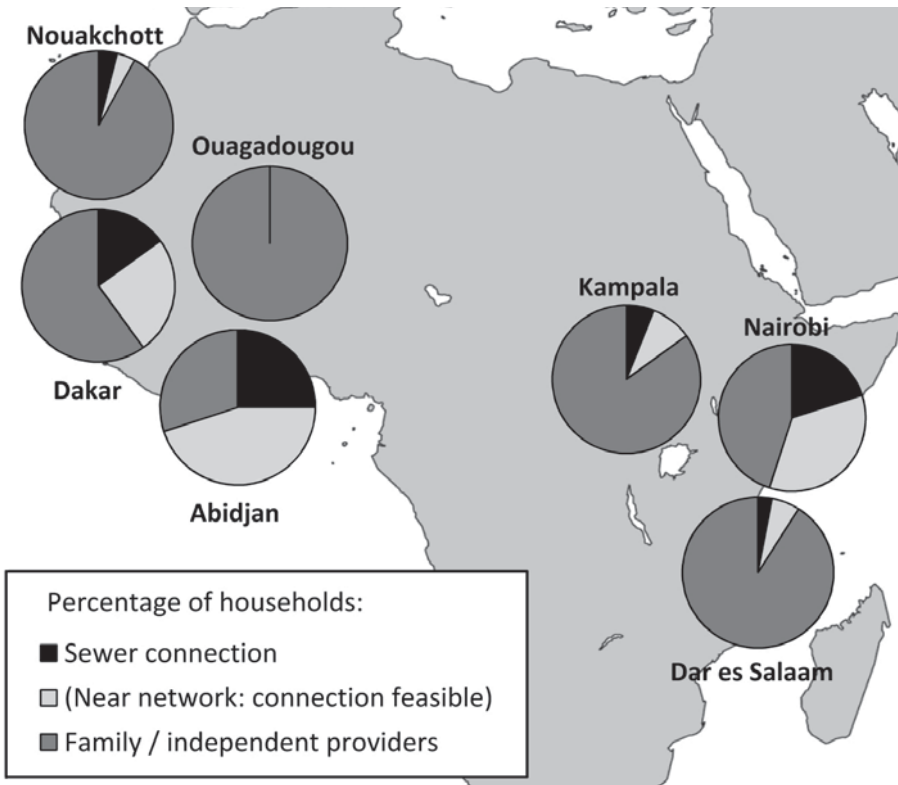 Nouakchott
Ouagadougou
Kampala
Nairobi
Dakar
Abidjan
Dar es Salaam
Percentage of households:
Sewer connection
(Near network: connection feasible)
Family / independent providers